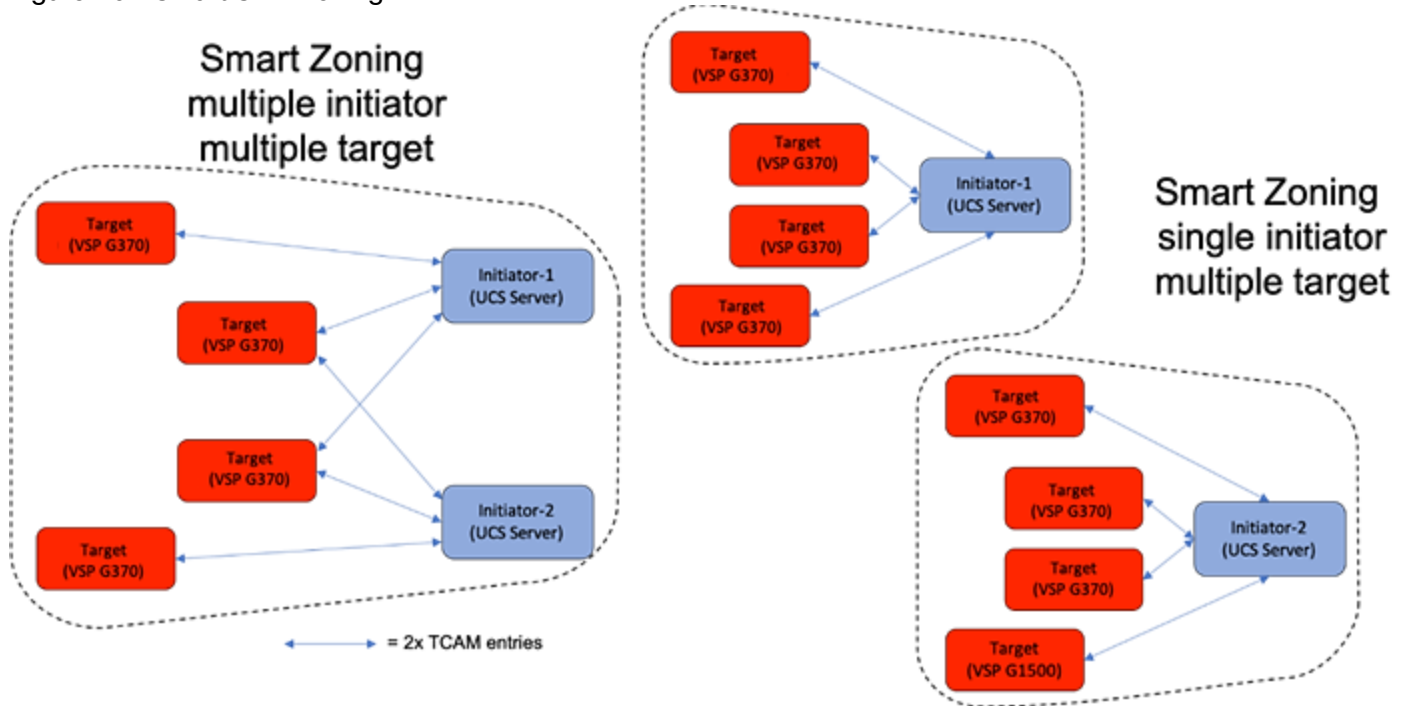 Smart Zoning
multiple initiator
multiple target
Target
(VSP G370)
Target
(VSP G370)
Target
(VSP G370)
Target
(VSP G370)
Initiator-1
(UCS Server)
Initiator-2
(UCS Server)
= 2x TCAM entries
Target
(VSP G370)
Target
(VSP G370)
Target
(VSP G370)
Target
(VSP G370)
Initiator-1
(UCS Server)
Smart Zoning
single initiator
multiple target
Target
(VSP G370)
Target
(VSP G370)
Target
(VSP G370)
Target
(VSP G1500)
Initiator-2
(UCS Server)